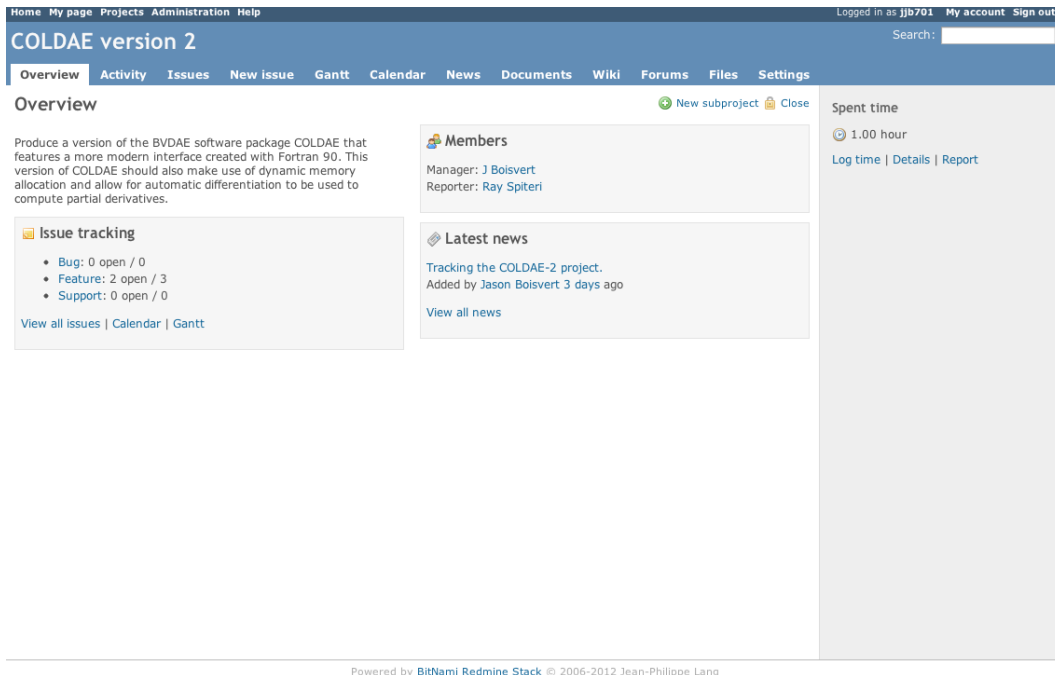 Home My page Projects Administration Help
Logged in as jjb701 My account Sign out
COLDAE version 2
Search:
Overview Activity Issues New issue Gantt Calendar News Documents Wiki Forums Files Settings
Overview
New subproject Close
Produce a version of the BVDAE software package COLDAE that
features a more modern interface created with Fortran 90. This
version of COLDAE should also make use of dynamic memory
allocation and allow for automatic differentiation to be used to
compute partial derivatives.
Issue tracking
• Bug: 0 open / 0
• Feature: 2 open / 3
• Support: 0 open / 0
View all issues | Calendar | Gantt
Members
Manager: J Boisvert
Reporter: Ray Spiteri
Latest news
Tracking the COLDAE-2 project.
Added by Jason Boisvert 3 days ago
View all news
Spent time
1.00 hour
Log time | Details | Report
Powered by BitNami Redmine Stack © 2006-2012 Jean-Philippe Lang